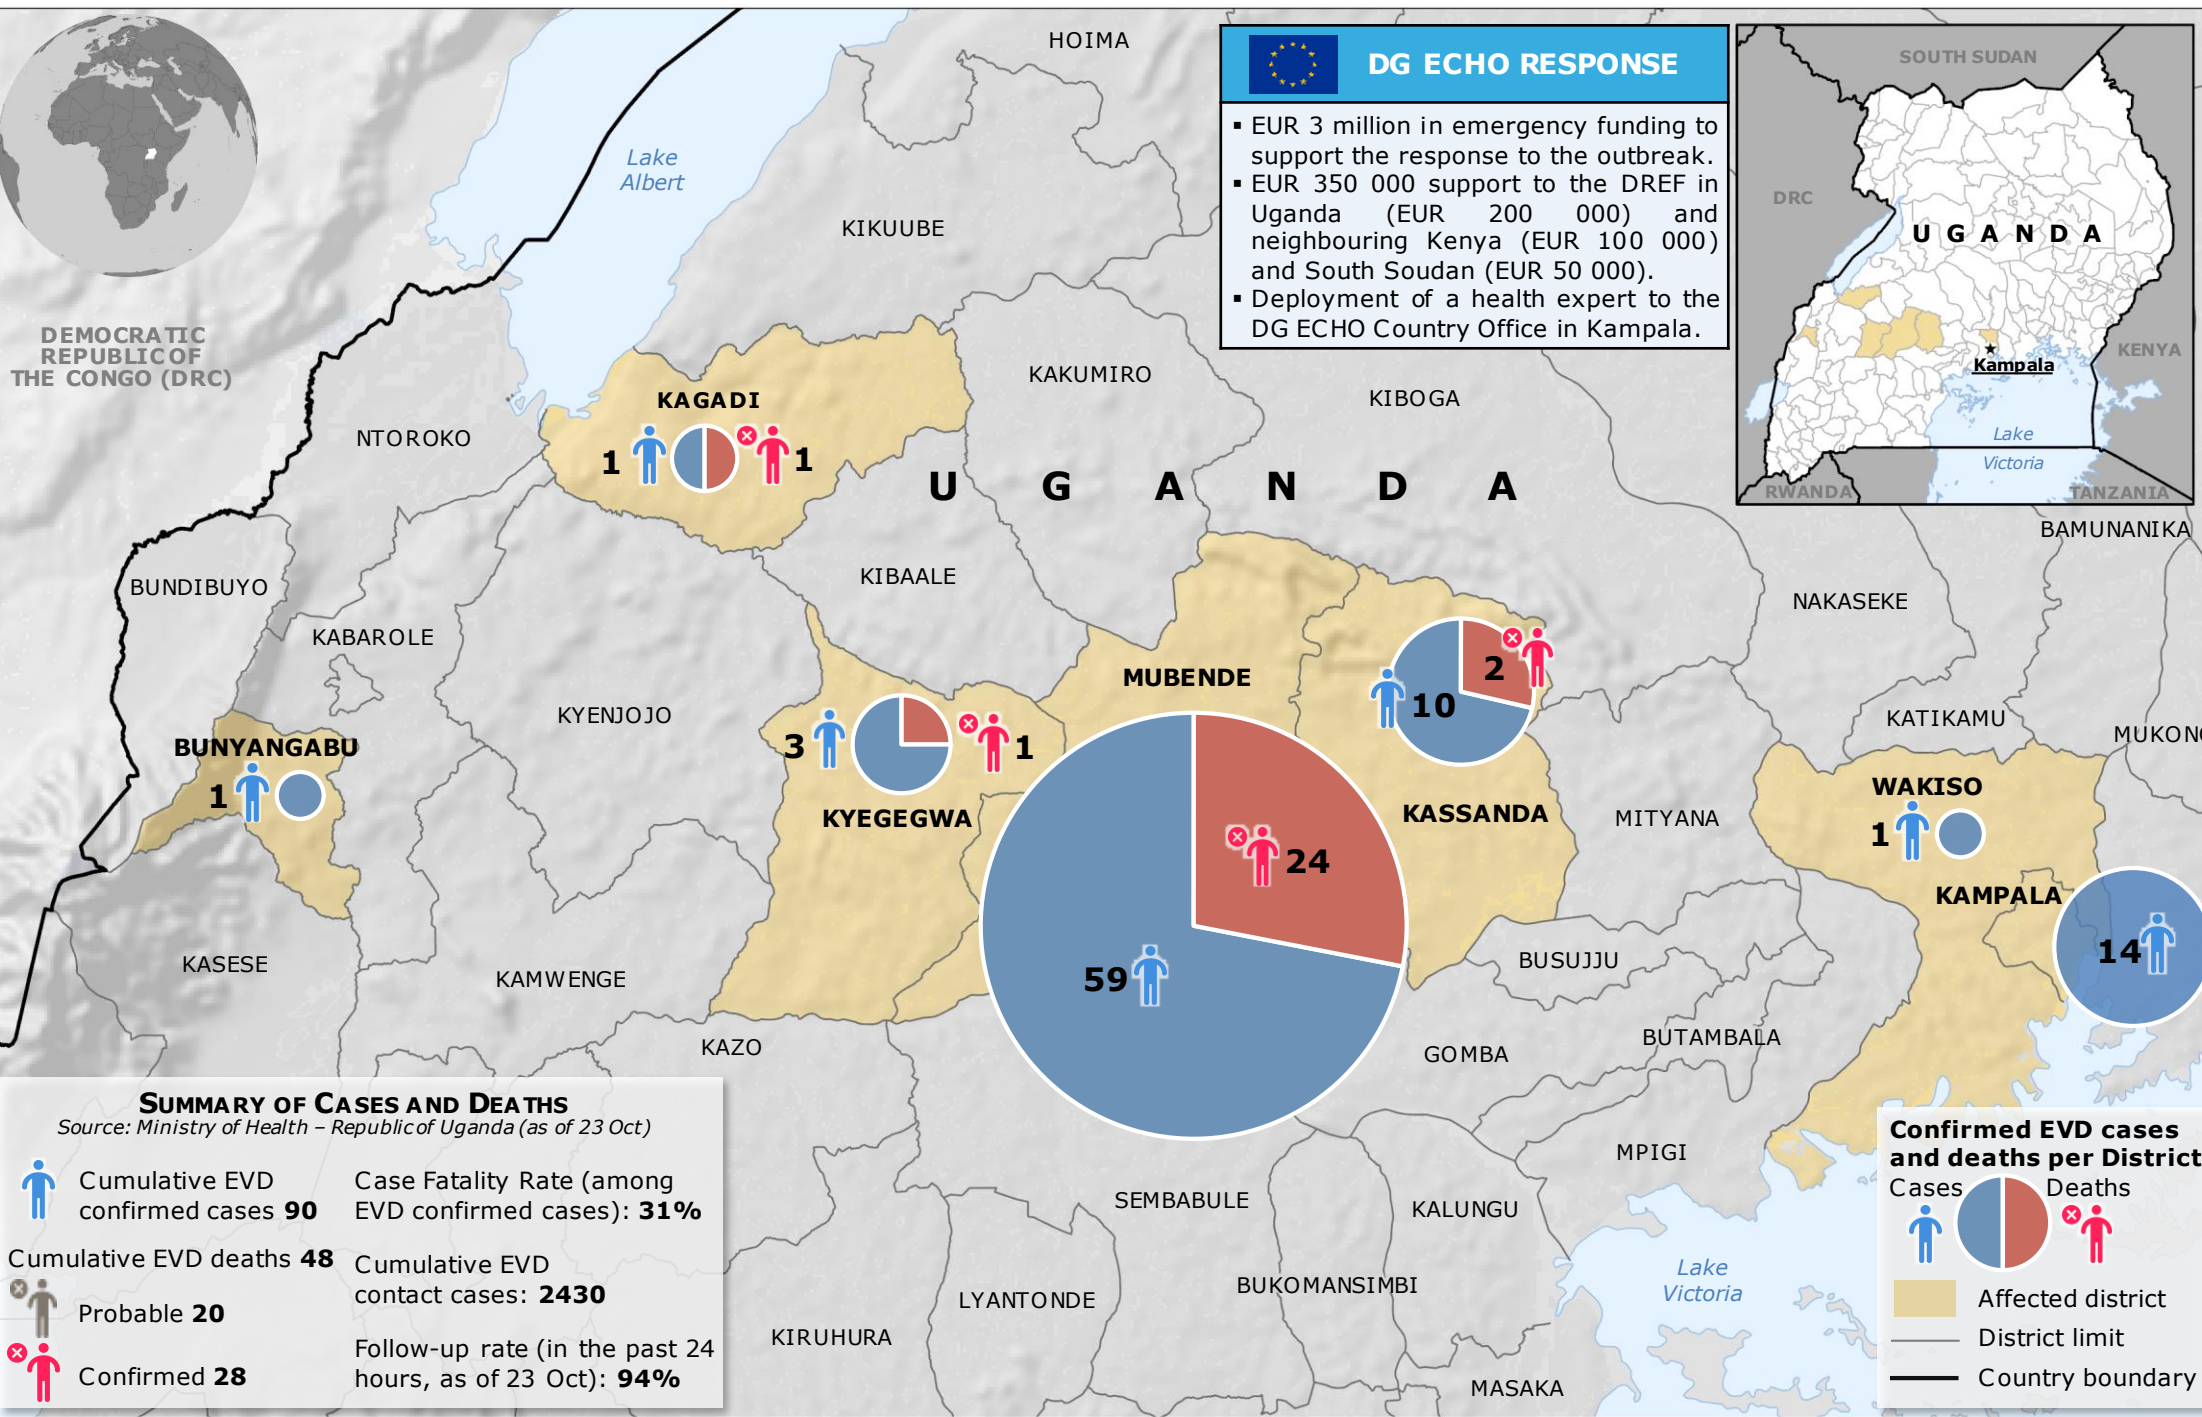 HOIMA
Lake
Albert
KIKUUBE
DEMOCRATIC
REPUBLIC OF
THE CONGO (DRC)
DG ECHO RESPONSE
▪ EUR 3 million in emergency funding to
support the response to the outbreak.
▪ EUR 350 000 support to the DREF in
Uganda (EUR 200 000) and
neighbouring Kenya (EUR 100 000)
and South Soudan (EUR 50 000).
▪ Deployment of a health expert to the
DG ECHO Country Office in Kampala.
SOUTH SUDAN
DRC
UGANDA
KENYA
Kampala
Lake
Victoria
RWANDA
TANZANIA
KAKUMIRO
KIBOGA
KAGADI
1
1
NTOROKO
UGANDA
BAMUNANIKA
KIBAALE
BUNDIBUYO
NAKASEKE
KABAROLE
MUBENDE
2
10
KYENJOJO
KATIKAMU
MUKON
BUNYANGABU
1
3
1
KYEGEGWA
KASSANDA
MITYANA
WAKISO
1
24
59
KAMPALA
14
KASESE
KAMWENGE
BUSUJJU
KAZO
GOMBA
BUTAMBALA
MPIGI
SEMBABULE
KALUNGU
LYANTONDE
BUKOMANSIMBI
KIRUHURA
MASAKA
Lake
Victoria
SUMMARY OF CASES AND DEATHS
Source: Ministry of Health – Republic of Uganda (as of 23 Oct)
Cumulative EVD
confirmed cases 90
Cumulative EVD deaths 48
Probable 20
Confirmed 28
Case Fatality Rate (among
EVD confirmed cases): 31%
Cumulative EVD
contact cases: 2430
Follow-up rate (in the past 24
hours, as of 23 Oct): 94%
Confirmed EVD cases
and deaths per District
Cases
Deaths
Affected district
District limit
Country boundary